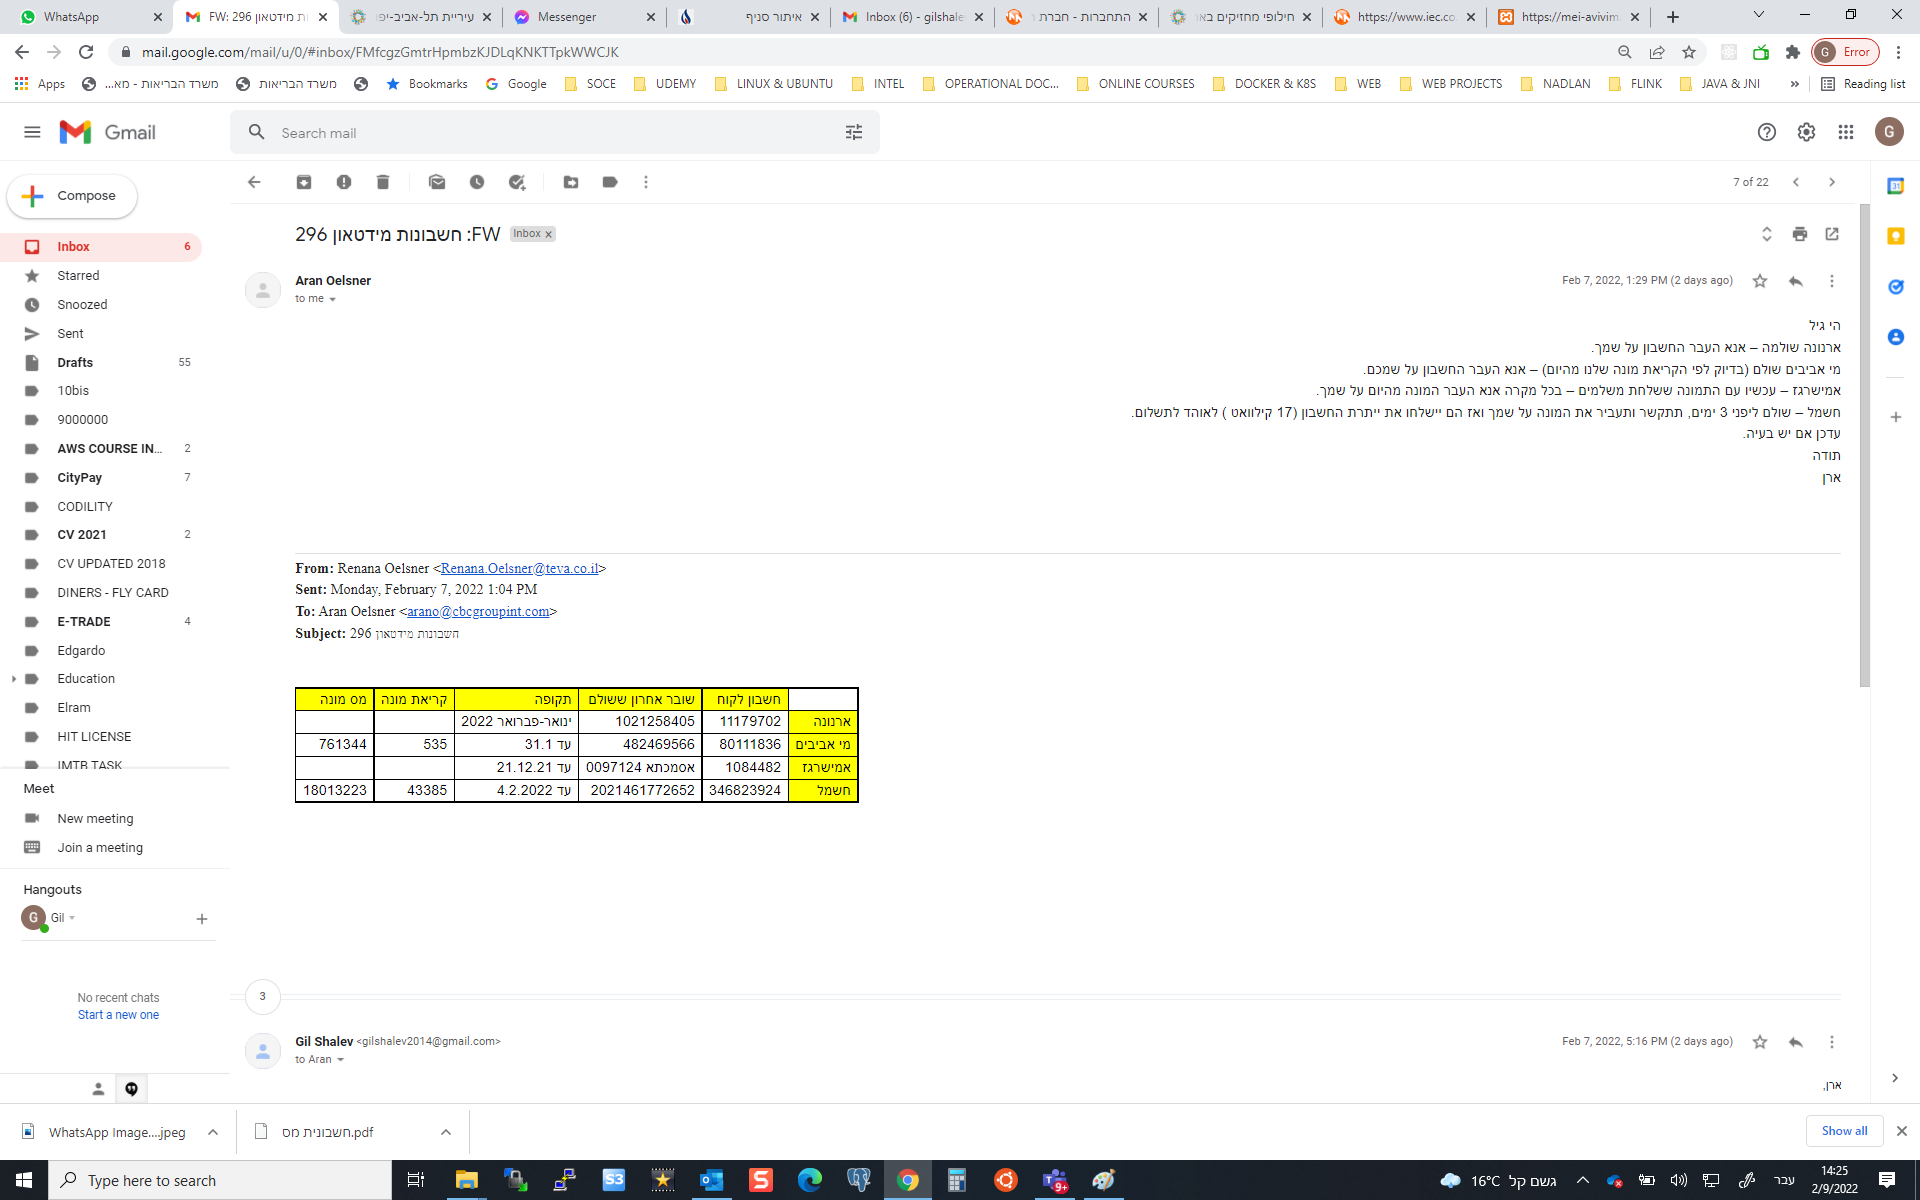 WhatsApp
FW: 296 חשבונות מידטאון
עיריית תל-אביב-יפו
Messenger
איתור סניף
Inbox (6) - gilshale
התחברות - חברת
חילופי מחזיקים באר
https://www.iec.co.
https://mei-avivim.
mail.google.com/mail/u/0/#inbox/FMfcgzGmtrHpmbzKJDLqKNKTTpkWWCJK
G Error
Apps
משרד הבריאות - מא...
משרד הבריאות
Bookmarks
Google
SOCE
UDEMY
LINUX & UBUNTU
INTEL
OPERATIONAL DOC...
ONLINE COURSES
DOCKER & K8S
WEB
WEB PROJECTS
NADLAN
FLINK
JAVA & JNI
»
Reading list
Gmail
Search mail
G
Compose
7 of 22
Inbox 6
Starred
Snoozed
Sent
Drafts 55
10bis
9000000
AWS COURSE IN... 2
CityPay 7
CODILITY
CV 2021 2
CV UPDATED 2018
DINERS - FLY CARD
E-TRADE 4
Edgardo
Education
Elram
HIT LICENSE
IMTB TASK
Meet
New meeting
Join a meeting
Hangouts
G Gil
No recent chats
Start a new one
FW: חשבונות מידטאון 296
Inbox x
Aran Oelsner
to me
Feb 7, 2022, 1:29 PM (2 days ago)
היי גיל
ארנונה שולמה – אנא העבר החשבון על שמך.
מי אביבים שולם (בדיוק לפי הקריאת מונה שלנו מהיום) – אנא העבר החשבון על שמכם.
אמישרגז – עכשיו עם התמונה ששלחת משלמים – בכל מקרה אנא העבר המונה מהיום על שמך.
חשמל – שולם ליפני 3 ימים, תתקשר ותעביר את המונה על שמך ואז הם יישלחו את ייתרת החשבון (17 קילוואט ) לאוהד לתשלום.
עדכן אם יש בעיה.
תודה
ארן
From: Renana Oelsner <Renana.Oelsner@teva.co.il>
Sent: Monday, February 7, 2022 1:04 PM
To: Aran Oelsner <arano@cbcgroupint.com>
Subject: 296 חשבונות מידטאון
חשבון לקוח שובר אחרון ששולם תקופה קריאת מונה מס מונה
ארנונה 11179702 1021258405 ינואר-פברואר 2022
מי אביבים 80111836 482469566 עד 31.1 535 761344
אמישרגז 1084482 אסמכתא 0097124 עד 21.12.21
חשמל 346823924 2021461772652 עד 4.2.2022 43385 18013223
3
Gil Shalev <gilshalev2014@gmail.com>
to Aran
Feb 7, 2022, 5:16 PM (2 days ago)
ארן,
WhatsApp Image....jpeg
חשבונית מס.pdf
Show all
Type here to search
S3
S
9+
16°C גשם קל
עבר
14:25
2/9/2022